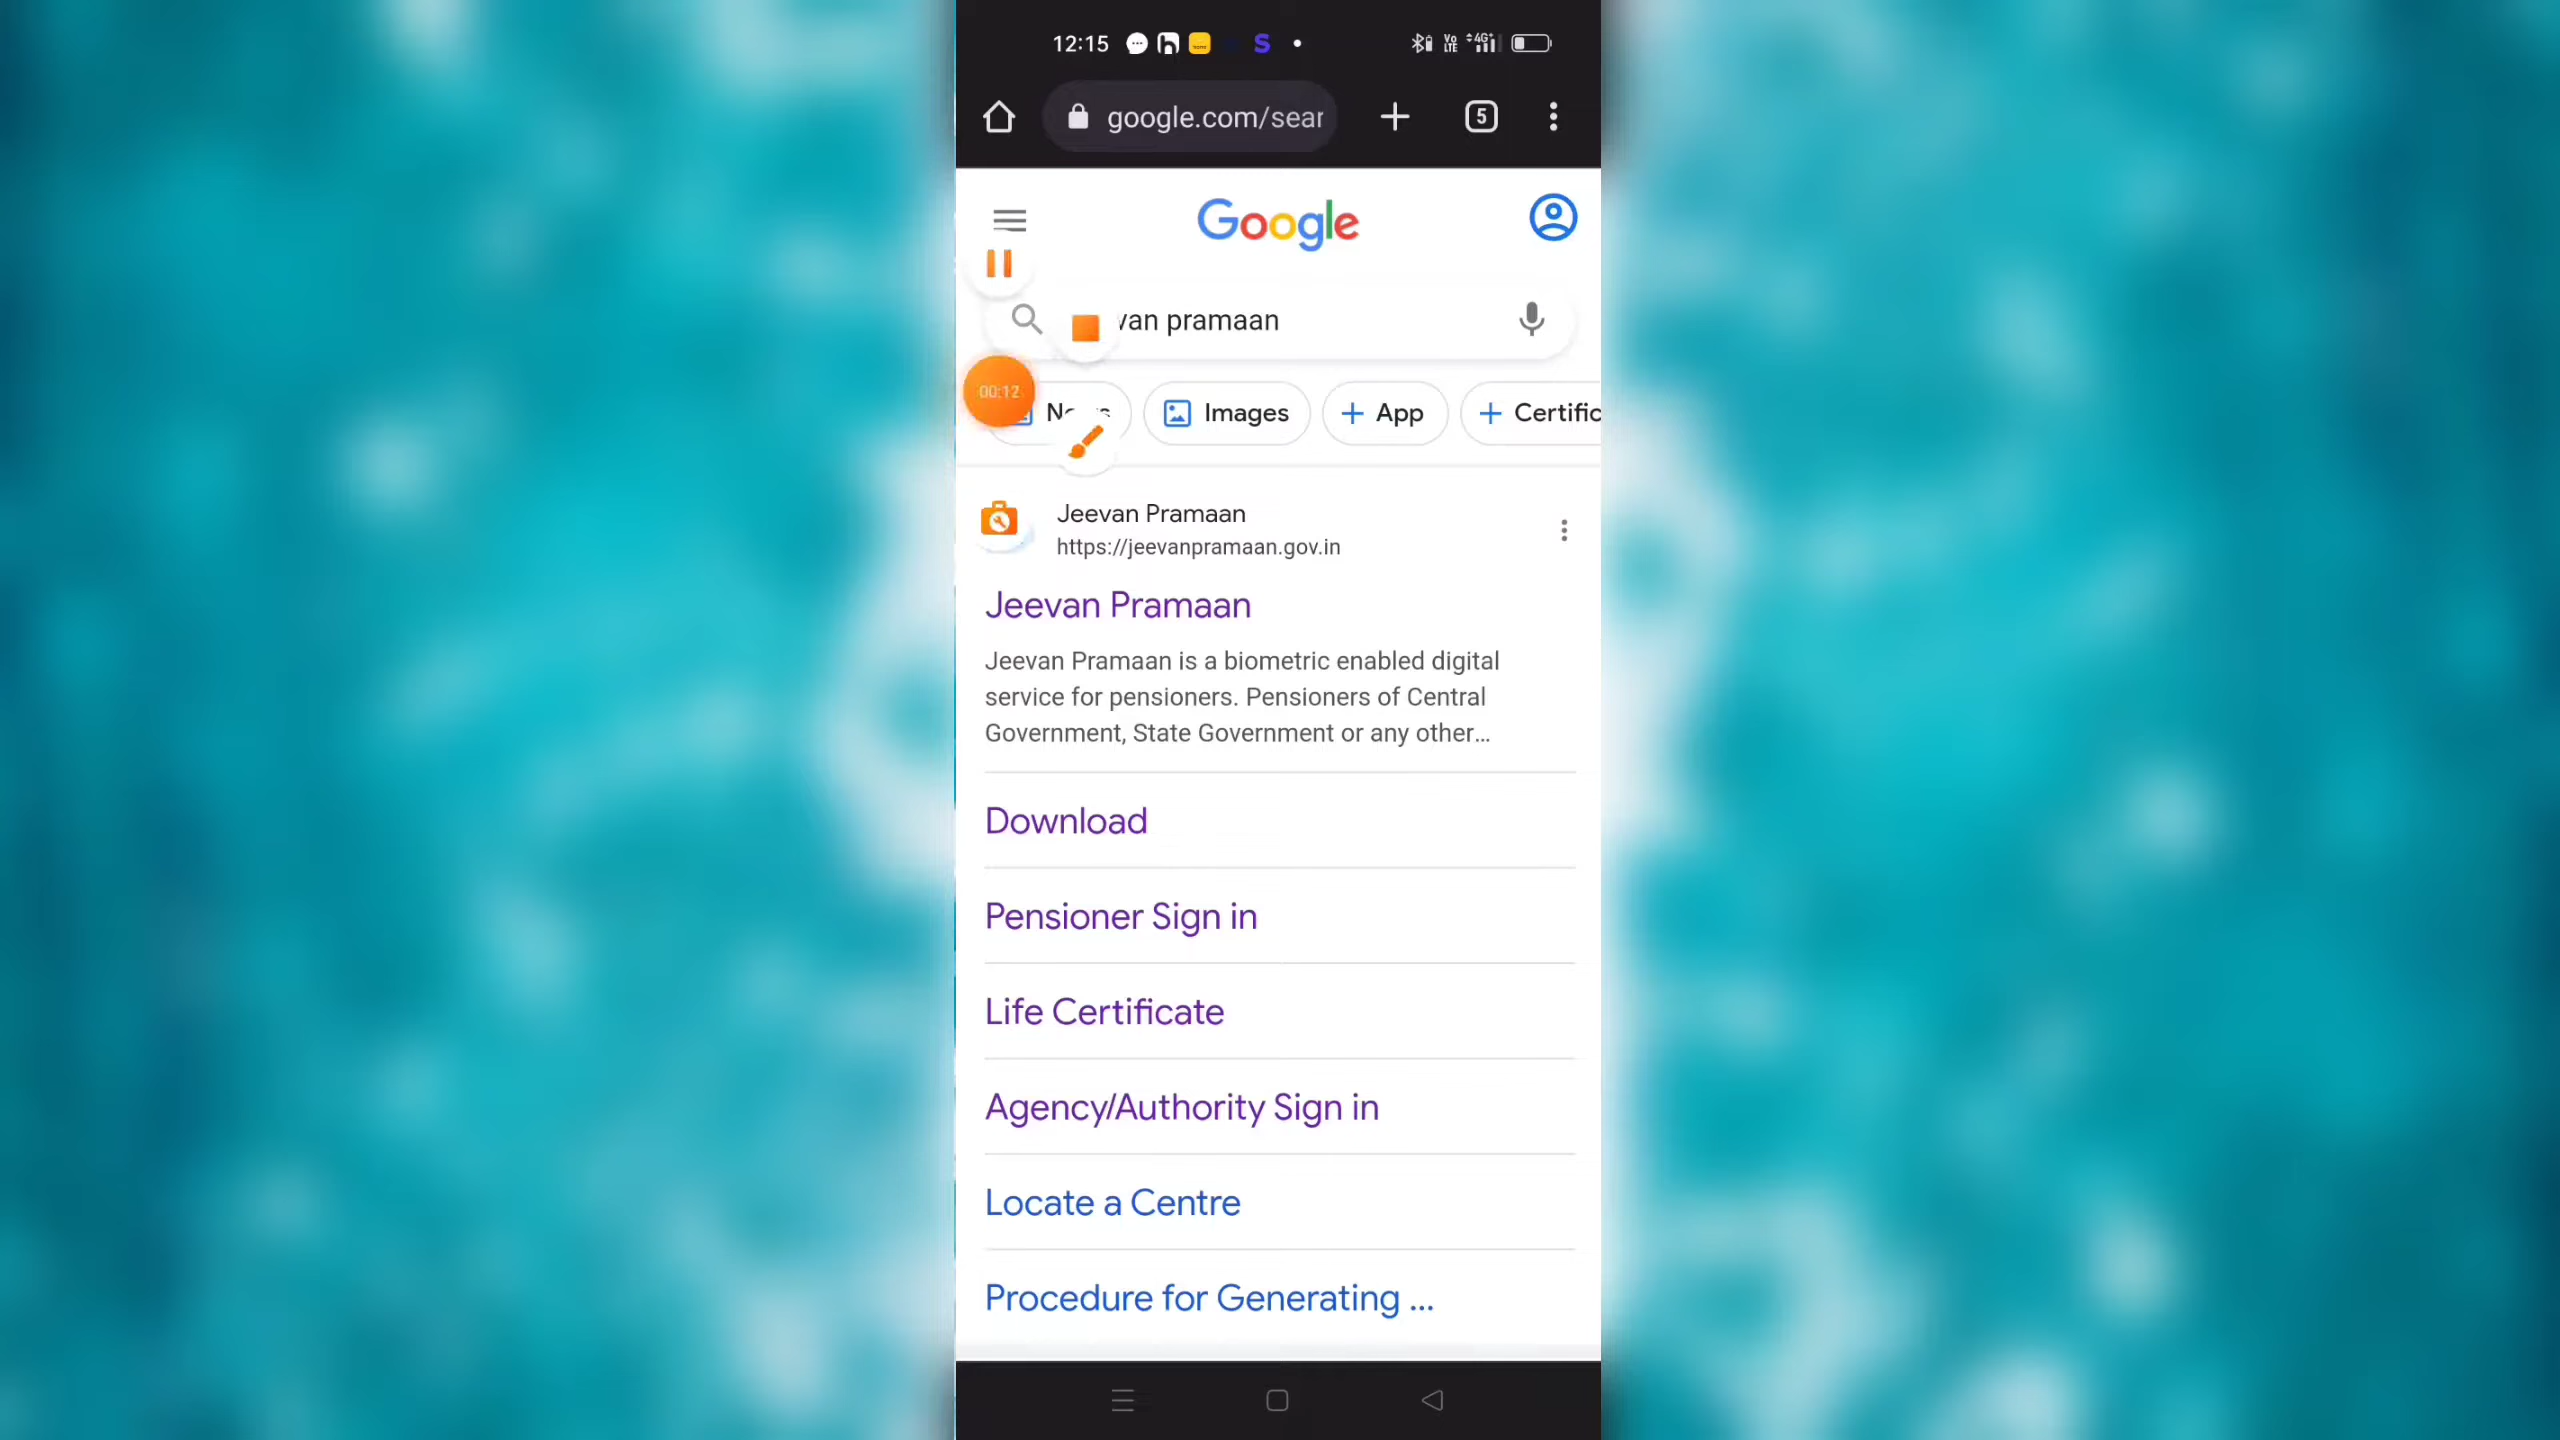 12:15
google.com/sear
5
Google
van pramaan
00:12
Images
App
Certific
Jeevan Pramaan
https://jeevanpramaan.gov.in
Jeevan Pramaan
Jeevan Pramaan is a biometric enabled digital
service for pensioners. Pensioners of Central
Government, State Government or any other...
Download
Pensioner Sign in
Life Certificate
Agency/Authority Sign in
Locate a Centre
Procedure for Generating ...